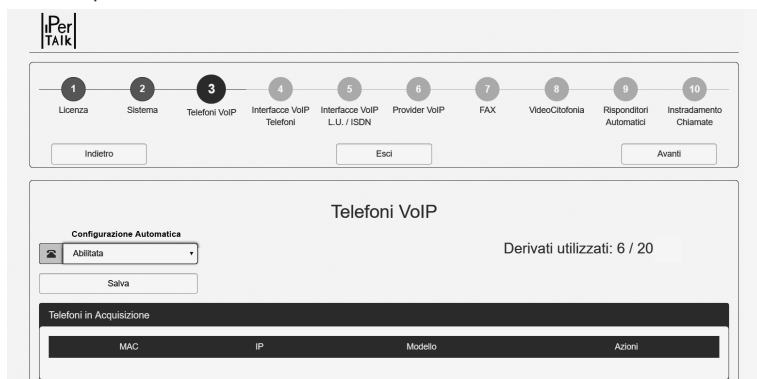 iPer
TAlk
1 2 3 4 5 6 7 8 9 10
Licenza Sistema Telefoni VoIP Interfacce VoIP Telefoni Interfacce VoIP L.U. / ISDN Provider VoIP FAX VideoCitofonia Risponditori Automatici Instradamento Chiamate
Indietro Esci Avanti
Telefoni VoIP
Configurazione Automatica
Abilitata
Derivati utilizzati: 6 / 20
Salva
Telefoni in Acquisizione
MAC IP Modello Azioni